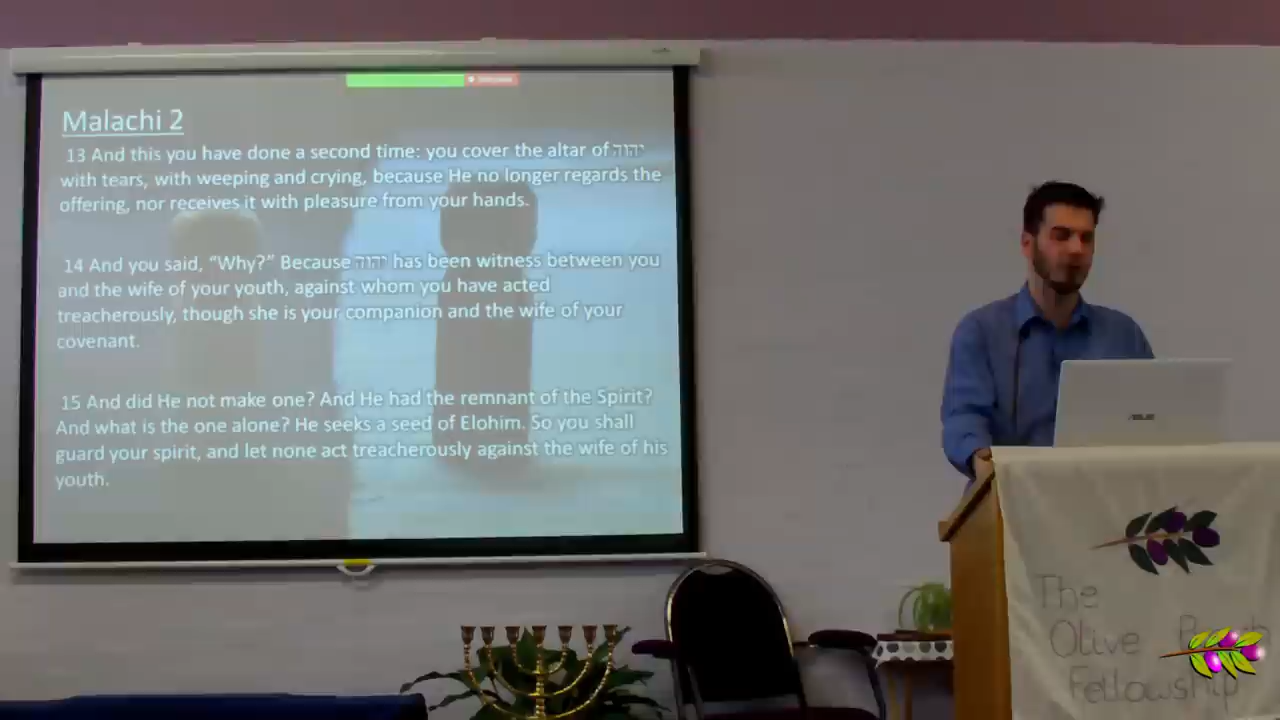 Malachi 2
13 And this you have done a second time: you cover the altar of יהוה
with tears, with weeping and crying, because He no longer regards the
offering, nor receives it with pleasure from your hands.
14 And you said, “Why?” Because יהוה has been witness between you
and the wife of your youth, against whom you have acted
treacherously, though she is your companion and the wife of your
covenant.
15 And did He not make one? And He had the remnant of the Spirit?
And what is the one alone? He seeks a seed of Elohim. So you shall
guard your spirit, and let none act treacherously against the wife of his
youth.
ASUS
The
Olive
Fellowship